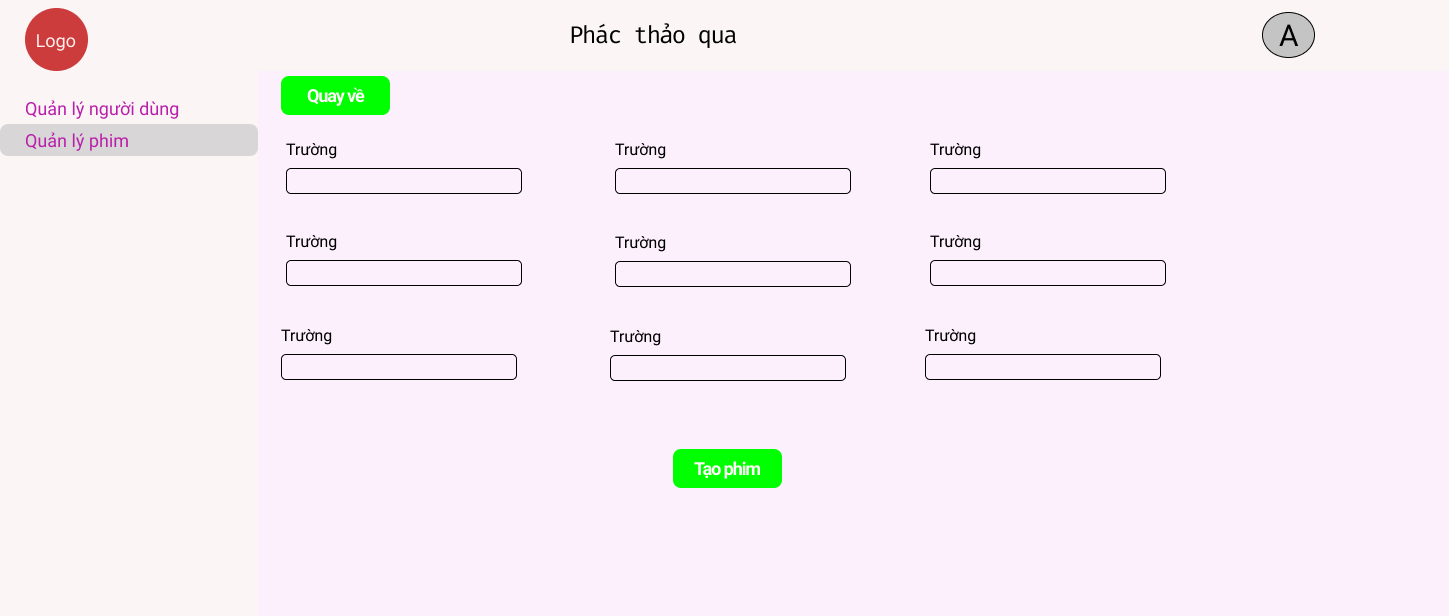 Logo
Phác thảo qua
A
Quản lý người dùng
Quản lý phim
Quay về
Trường
Trường
Trường
Trường
Trường
Trường
Trường
Trường
Trường
Tạo phim